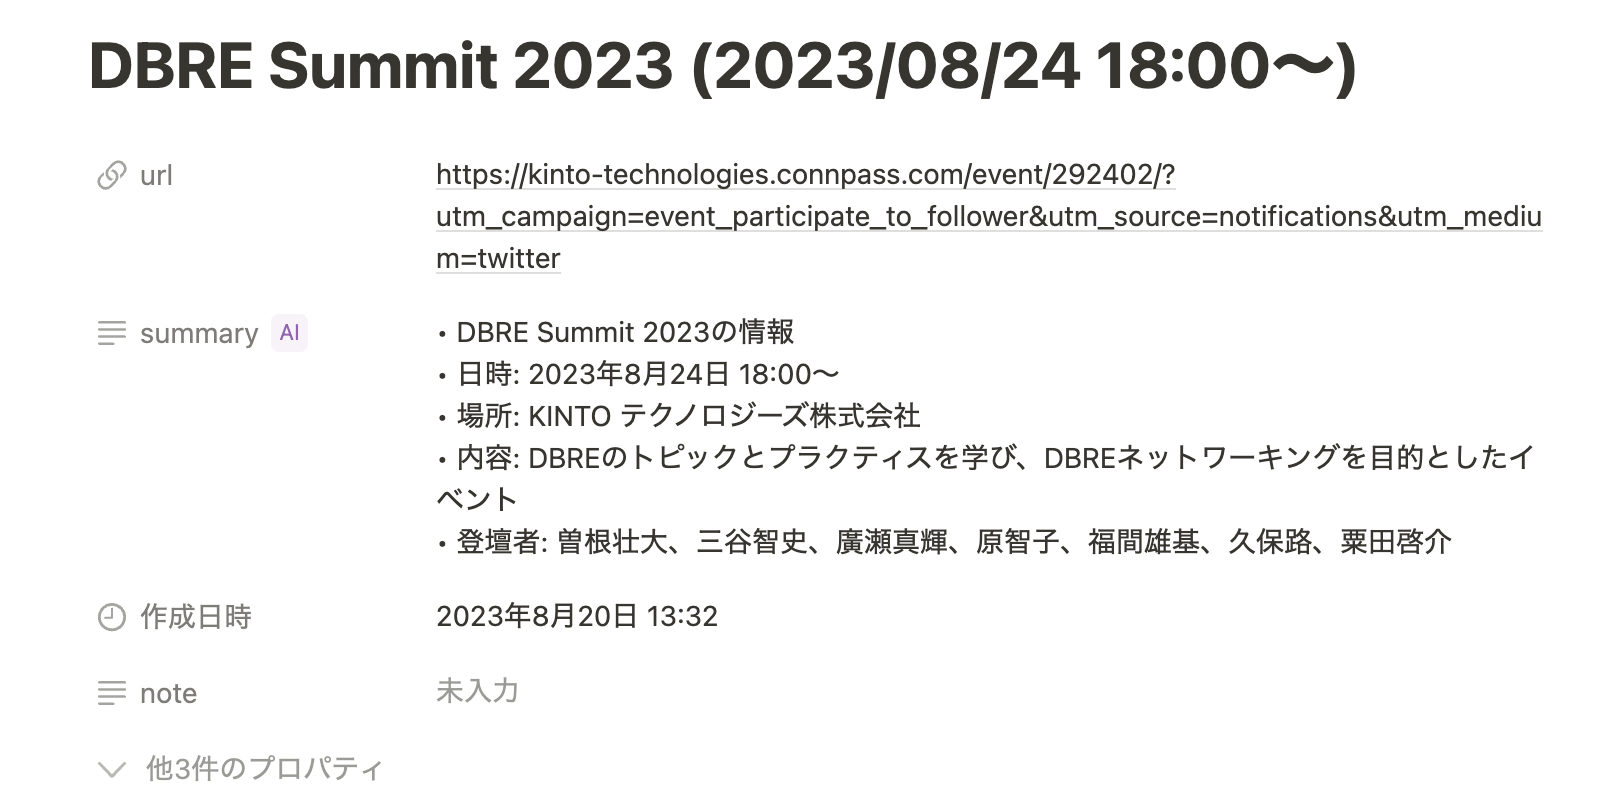 DBRE Summit 2023 (2023/08/24 18:00〜)
url
https://kinto-technologies.connpass.com/event/292402/?
utm_campaign=event_participate_to_follower&utm_source=notifications&utm_mediu
m=twitter
summary AI
• DBRE Summit 2023の情報
• 日時: 2023年8月24日 18:00〜
• 場所: KINTO テクノロジーズ株式会社
• 内容: DBREのトピックとプラクティスを学び、DBREネットワーキングを目的としたイ
ベント
• 登壇者: 曽根壮大、三谷智史、廣瀬真輝、原智子、福間雄基、久保路、粟田啓介
作成日時
2023年8月20日 13:32
note
未入力
他3件のプロパティ